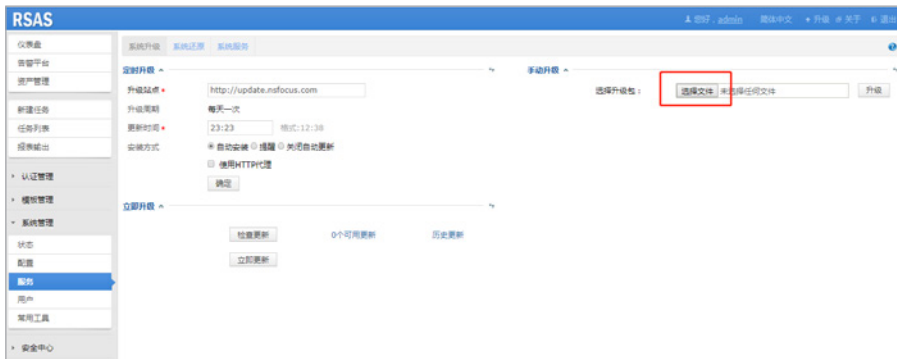 RSAS
您好, admin 简体中文 升级 关于 退出
仪表盘
告警平台
资产管理
新建任务
任务列表
报表输出
认证管理
模板管理
系统管理
状态
配置
服务
用户
常用工具
安全中心
系统升级 系统还原 系统服务
定时升级
升级站点 * http://update.nsfocus.com
升级周期 每天一次
更新时间 * 23:23 格式:12:38
安装方式 自动安装 提醒 关闭自动更新
使用HTTP代理
确定
立即升级
检查更新 0个可用更新 历史更新
立即更新
手动升级
选择升级包: 选择文件 未选择任何文件 升级